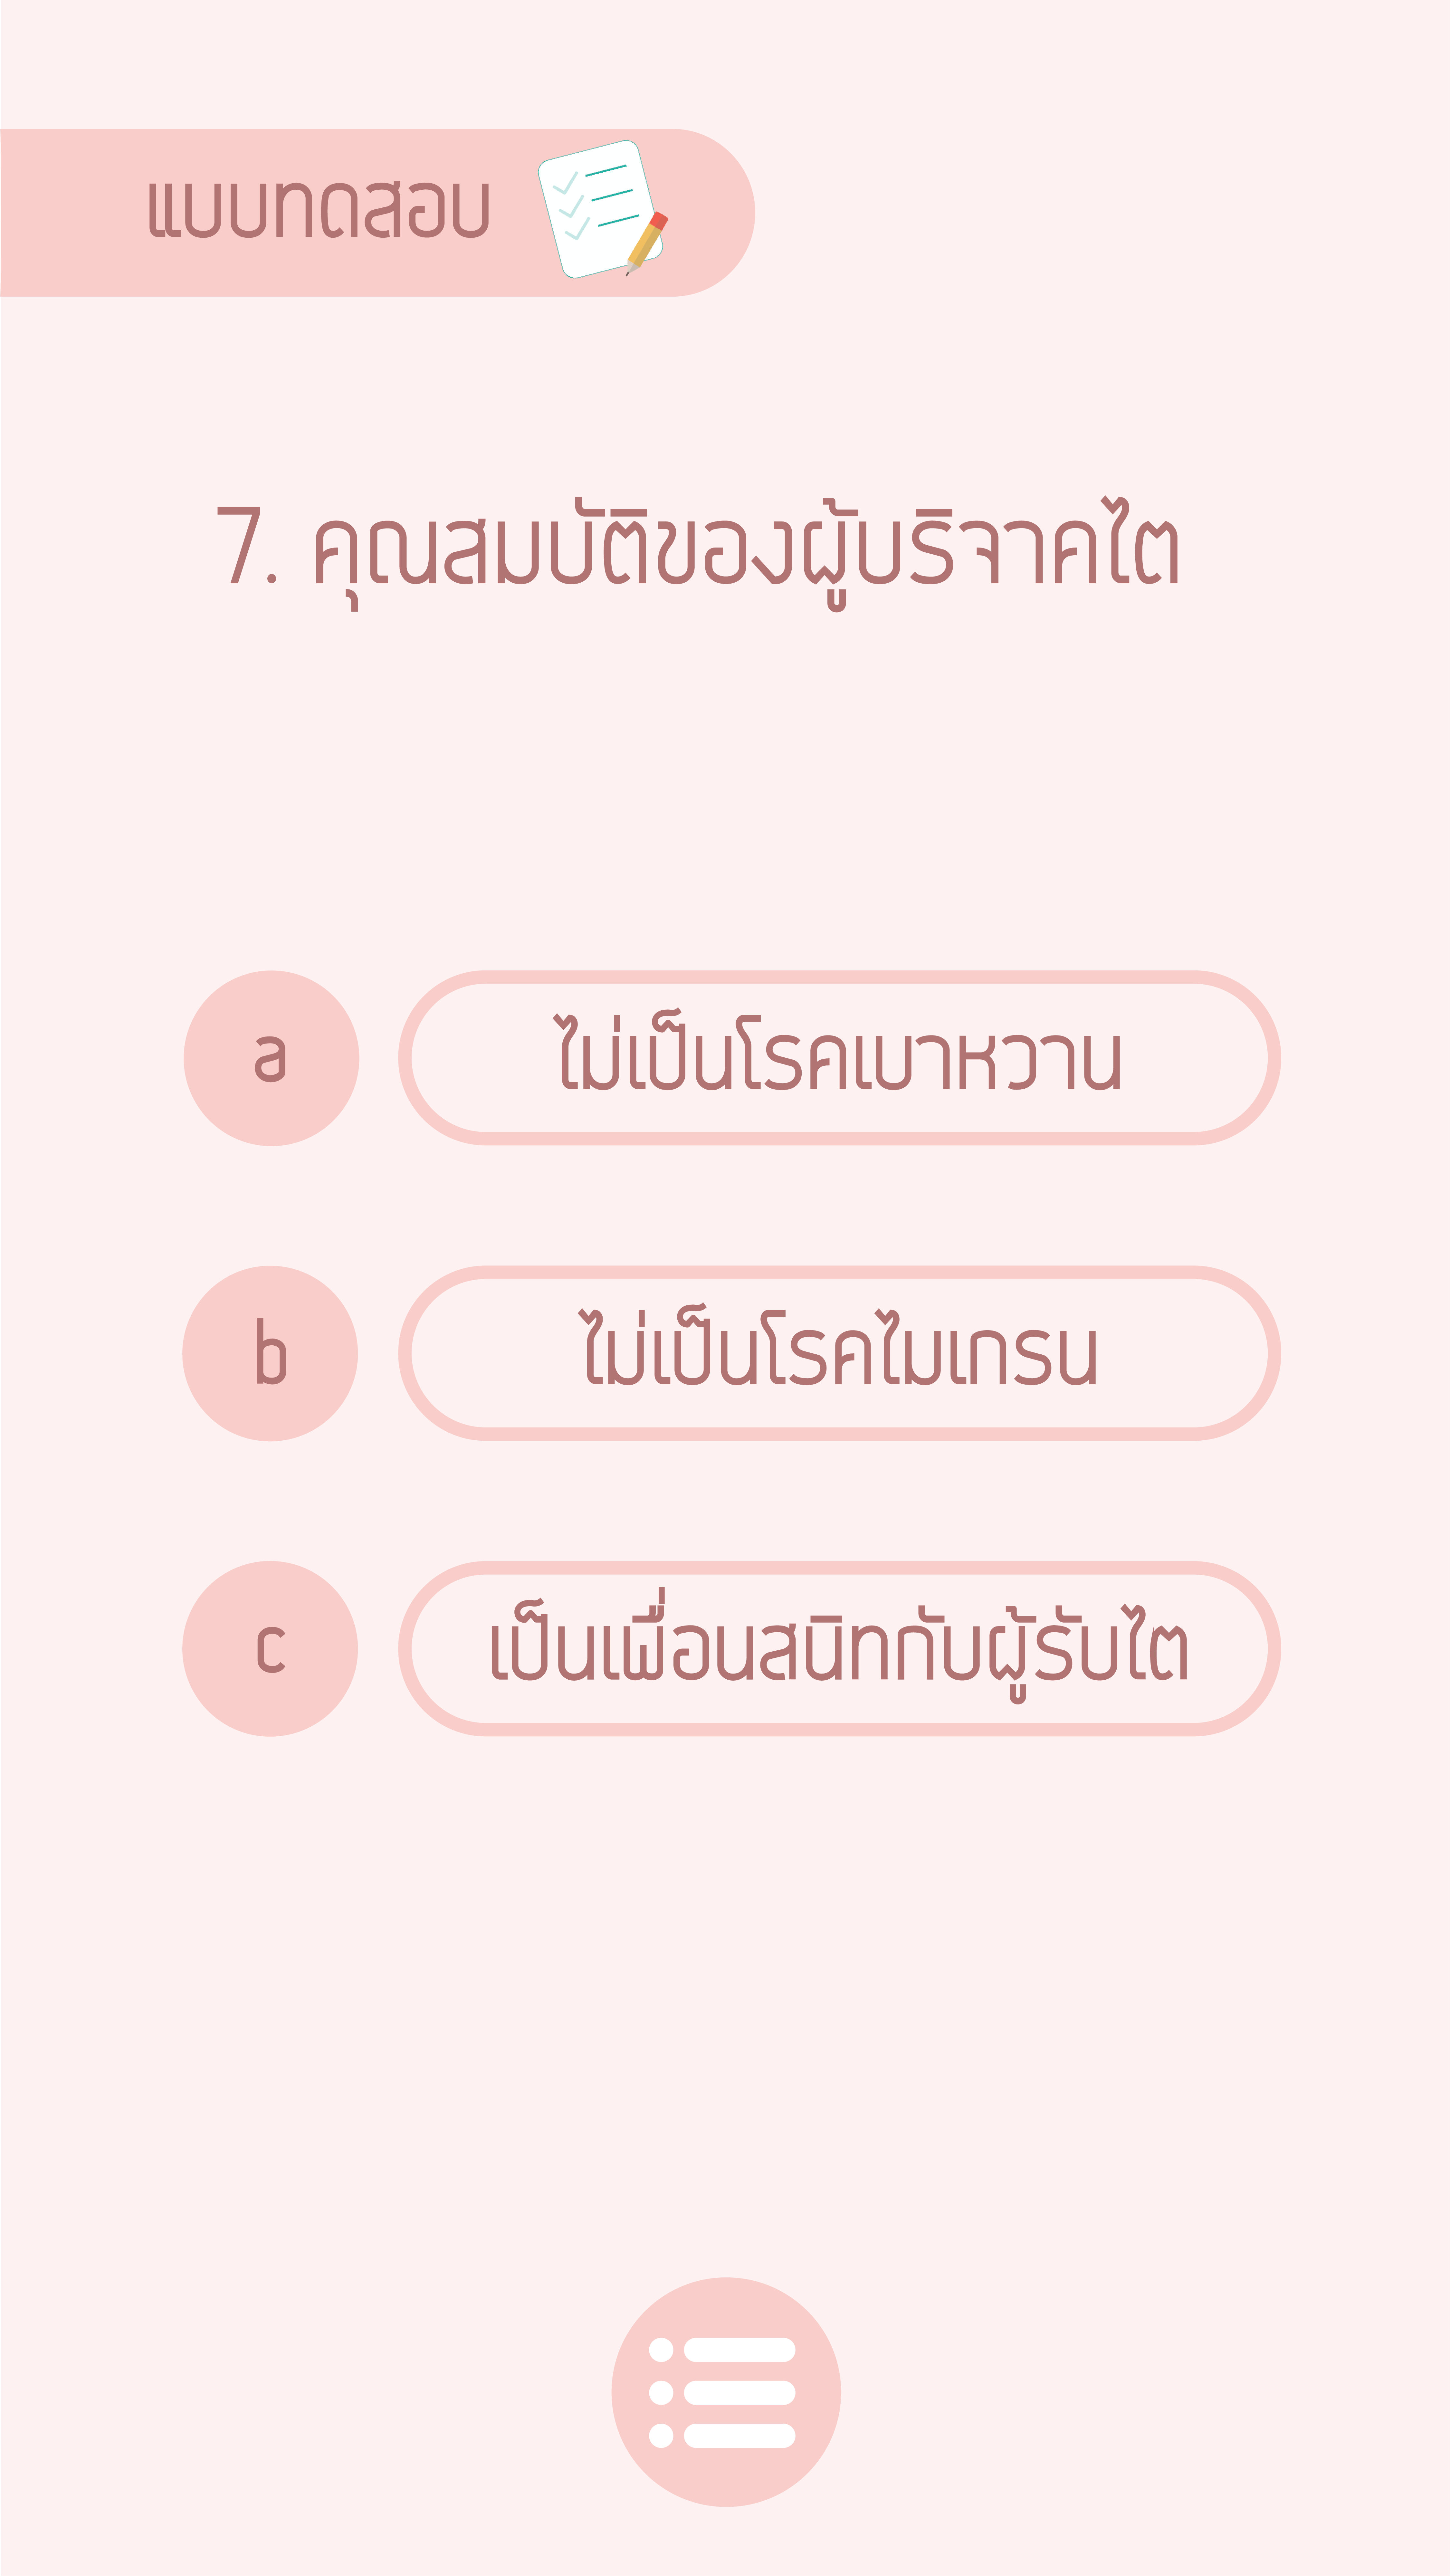 แบบทดสอบ
7. คุณสมบัติของผู้บริจาคไต
a
ไม่เป็นโรคเบาหวาน
b
ไม่เป็นโรคไมเกรน
c
เป็นเพื่อนสนิทกับผู้รับไต